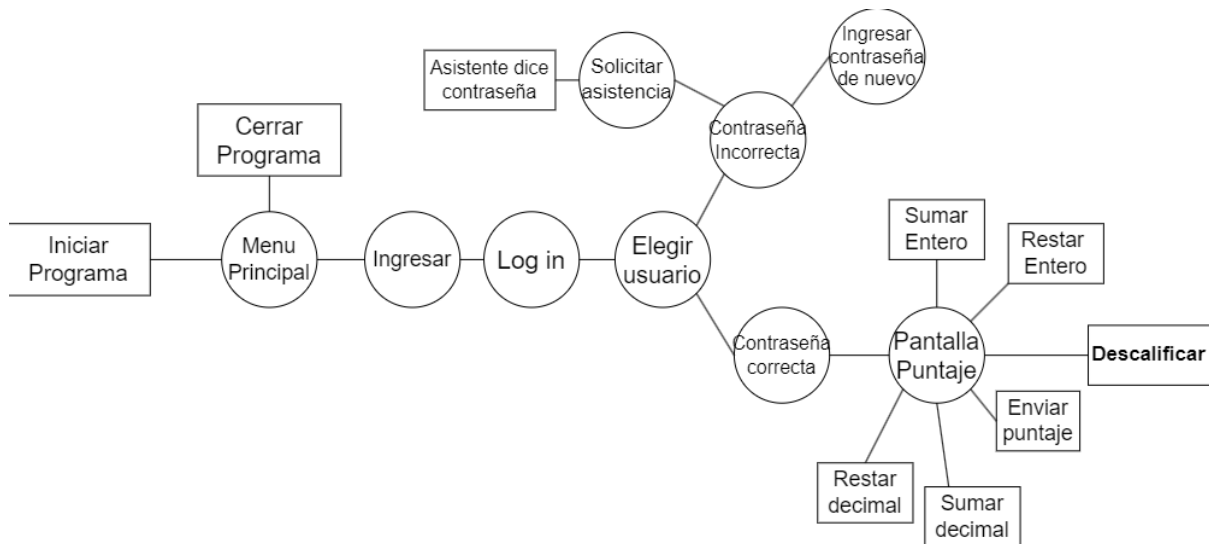 Ingresar
contraseña
de nuevo
Asistente dice
contraseña
Solicitar
asistencia
Contraseña
Incorrecta
Cerrar
Programa
Iniciar
Programa
Menu
Principal
Ingresar
Log in
Elegir
usuario
Sumar
Entero
Restar
Entero
Contraseña
correcta
Pantalla
Puntaje
Descalificar
Enviar
puntaje
Restar
decimal
Sumar
decimal